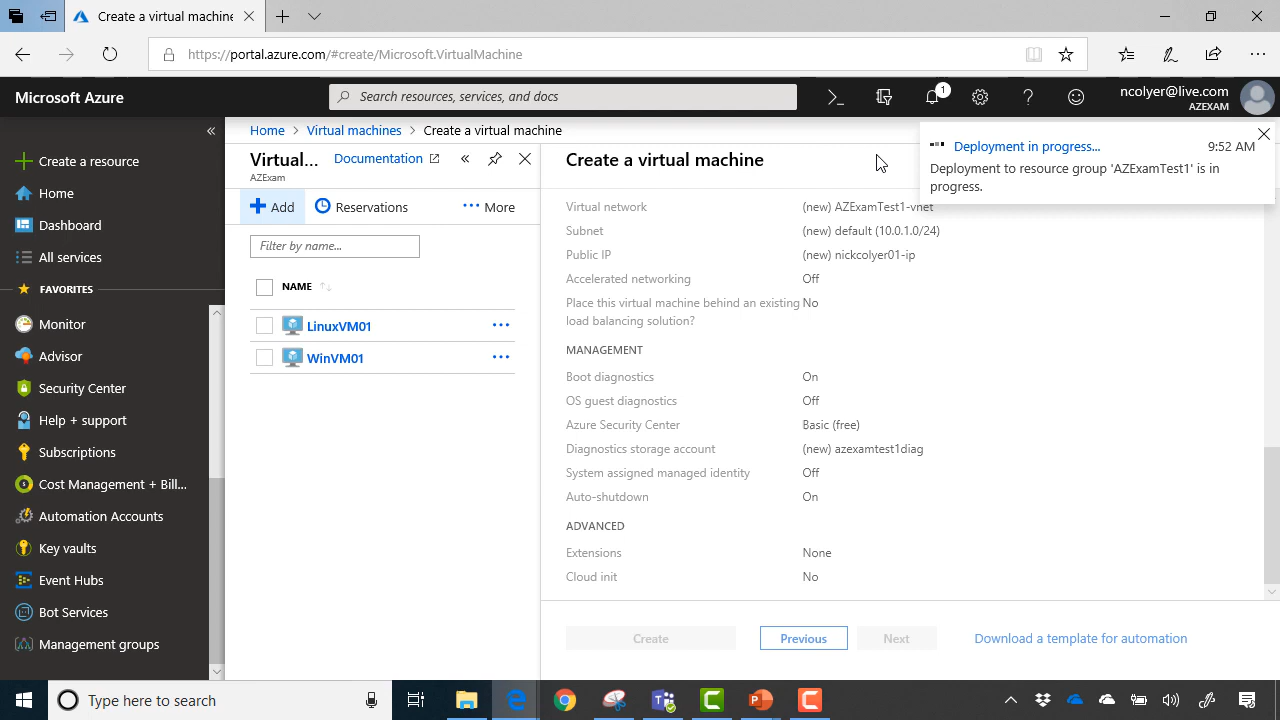 Create a virtual machine
https://portal.azure.com/#create/Microsoft.VirtualMachine
Microsoft Azure
Search resources, services, and docs
1
ncolyer@live.com
AZEXAM
Create a resource
Home
Dashboard
All services
FAVORITES
Monitor
Advisor
Security Center
Help + support
Subscriptions
Cost Management + Bill...
Automation Accounts
Key vaults
Event Hubs
Bot Services
Management groups
Home > Virtual machines > Create a virtual machine
Virtual...
Documentation
AZExam
Add
Reservations
More
Filter by name...
NAME
LinuxVM01
WinVM01
Create a virtual machine
Deployment in progress...
9:52 AM
Deployment to resource group 'AZExamTest1' is in
progress.
Virtual network (new) AZExamTest1-vnet
Subnet (new) default (10.0.1.0/24)
Public IP (new) nickcolyer01-ip
Accelerated networking Off
Place this virtual machine behind an existing No
load balancing solution?
MANAGEMENT
Boot diagnostics On
OS guest diagnostics Off
Azure Security Center Basic (free)
Diagnostics storage account (new) azexamtest1diag
System assigned managed identity Off
Auto-shutdown On
ADVANCED
Extensions None
Cloud init No
Create
Previous
Next
Download a template for automation
Type here to search